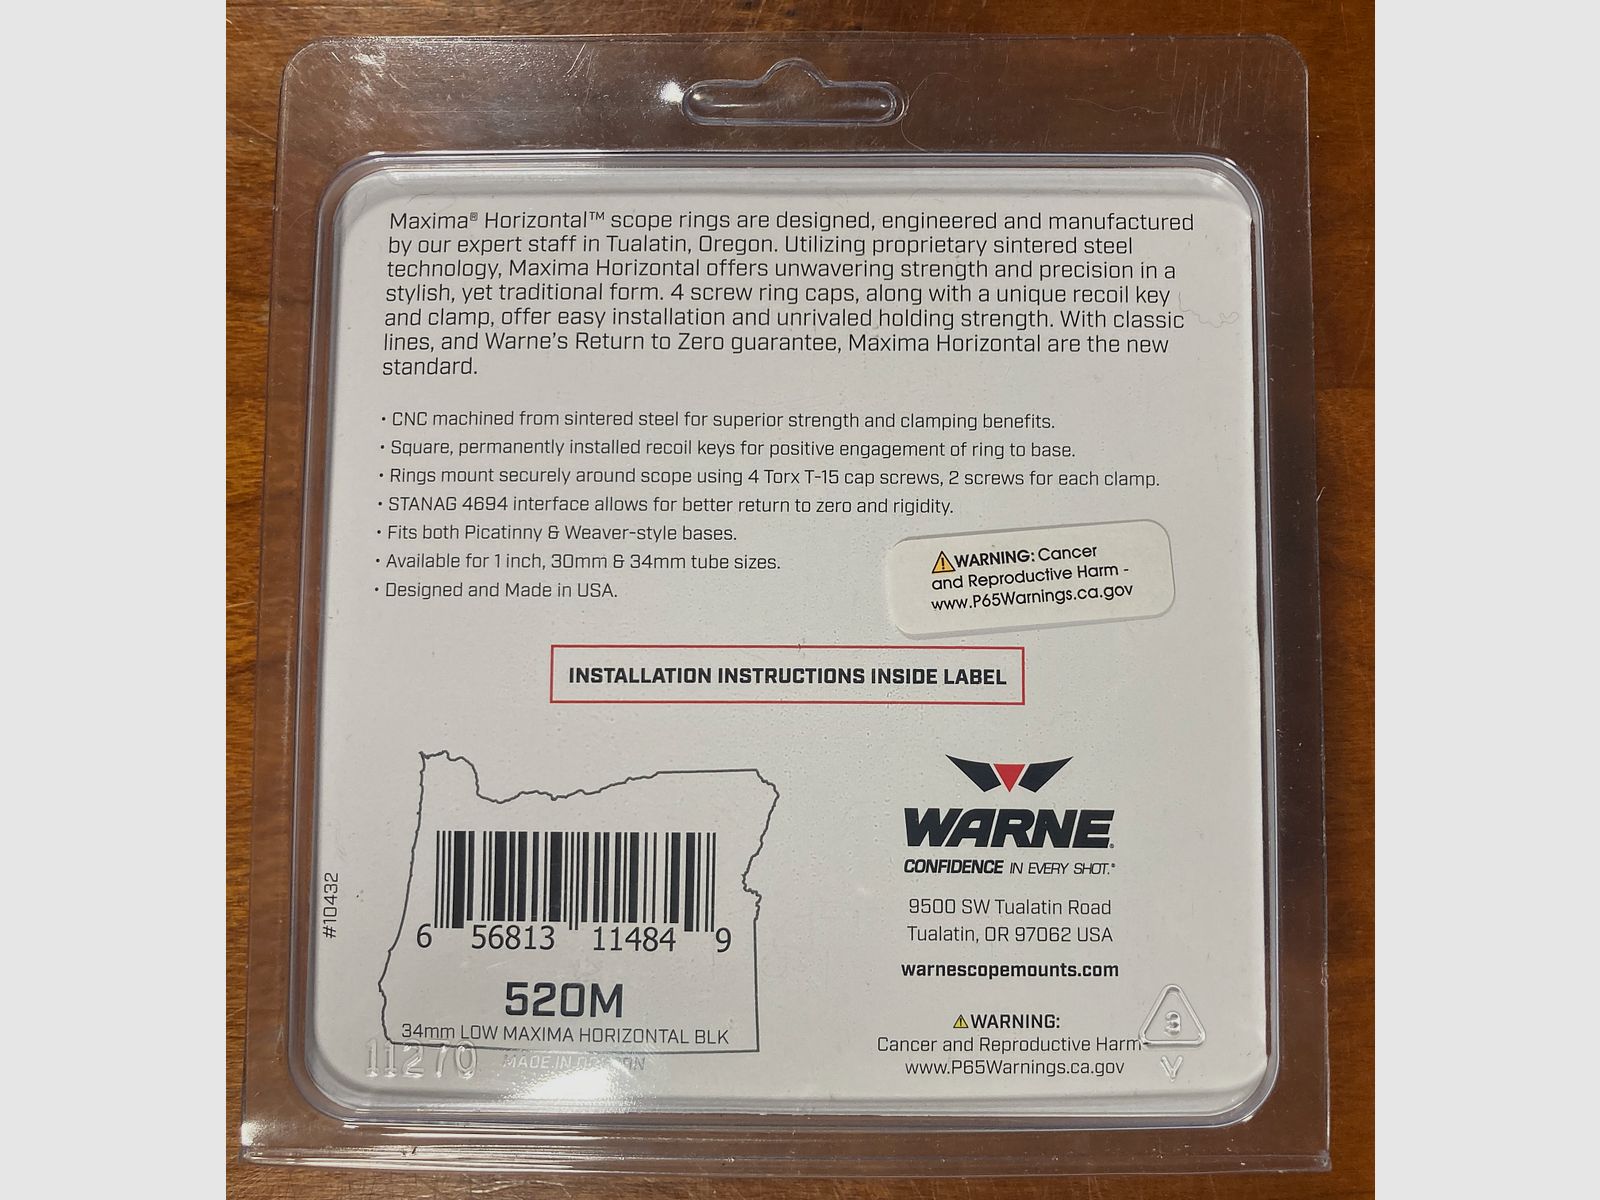 Maxima® Horizontal™ scope rings are designed, engineered and manufactured
by our expert staff in Tualatin, Oregon. Utilizing proprietary sintered steel
technology, Maxima Horizontal offers unwavering strength and precision in a
stylish, yet traditional form. 4 screw ring caps, along with a unique recoil key
and clamp, offer easy installation and unrivaled holding strength. With classic
lines, and Warne's Return to Zero guarantee, Maxima Horizontal are the new
standard.
• CNC machined from sintered steel for superior strength and clamping benefits.
• Square, permanently installed recoil keys for positive engagement of ring to base.
• Rings mount securely around scope using 4 Torx T-15 cap screws, 2 screws for each clamp.
• STANAG 4694 interface allows for better return to zero and rigidity.
• Fits both Picatinny & Weaver-style bases.
• Available for 1 inch, 30mm & 34mm tube sizes.
• Designed and Made in USA.
⚠WARNING: Cancer
and Reproductive Harm -
www.P65Warnings.ca.gov
INSTALLATION INSTRUCTIONS INSIDE LABEL
#10432
6 56813 11484 9
520M
34mm LOW MAXIMA HORIZONTAL BLK
MADE IN OREGON
11270
WARNE®
CONFIDENCE IN EVERY SHOT.®
9500 SW Tualatin Road
Tualatin, OR 97062 USA
warnescopemounts.com
⚠WARNING:
Cancer and Reproductive Harm-
www.P65Warnings.ca.gov
3
V